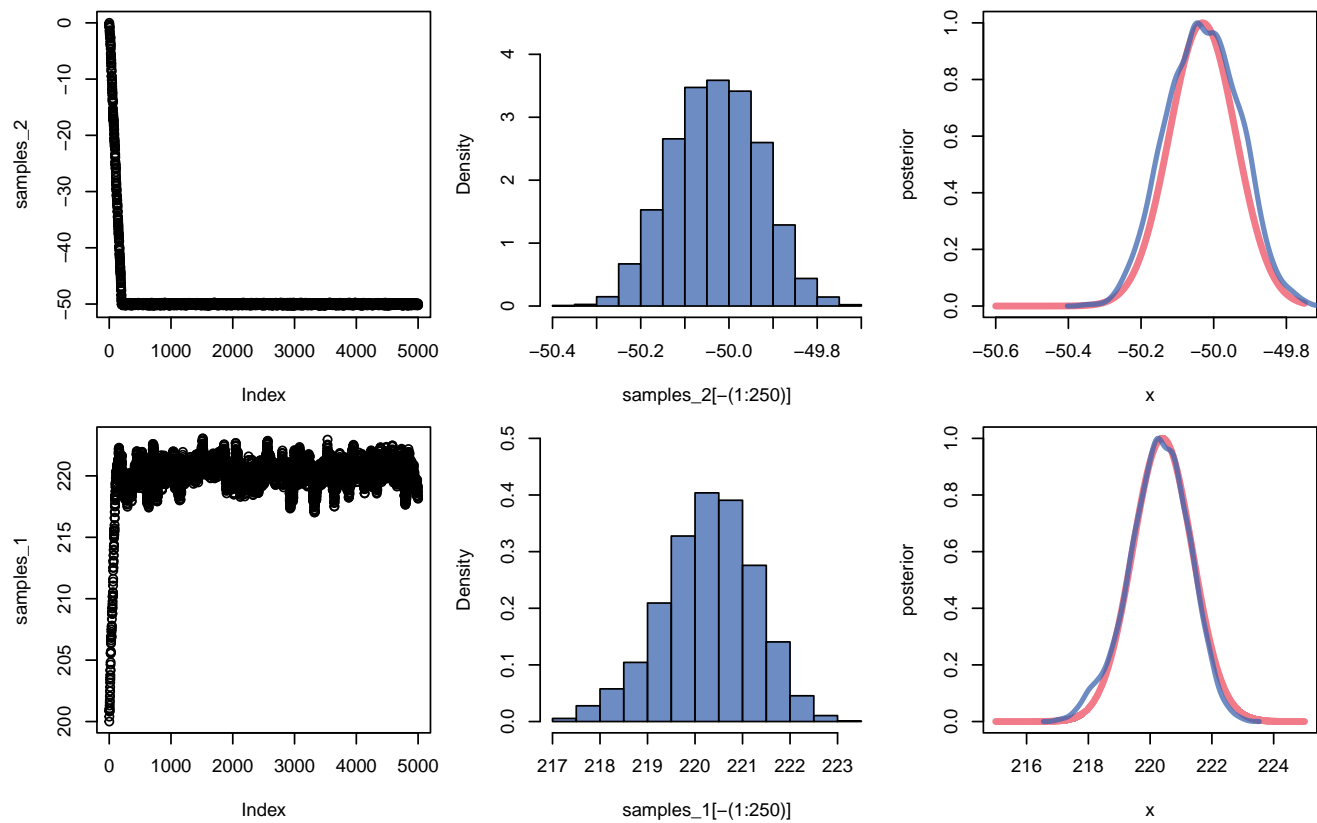 samples_2
0
−10
−20
−30
−40
−50
0 1000 2000 3000 4000 5000
Index
Density
4
3
2
1
0
−50.4 −50.2 −50.0 −49.8
samples_2[−(1:250)]
posterior
1.0
0.8
0.6
0.4
0.2
0.0
−50.6 −50.4 −50.2 −50.0 −49.8
x
samples_1
220
215
210
205
200
0 1000 2000 3000 4000 5000
Index
Density
0.5
0.4
0.3
0.2
0.1
0.0
217 218 219 220 221 222 223
samples_1[−(1:250)]
posterior
1.0
0.8
0.6
0.4
0.2
0.0
216 218 220 222 224
x